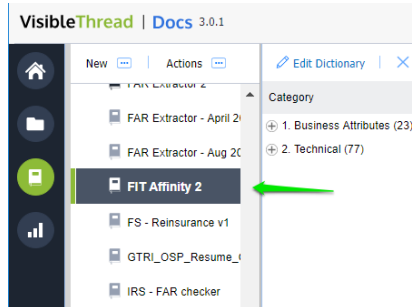 VisibleThread | Docs 3.0.1
New Actions Edit Dictionary
FAR Extractor 2
Category
FAR Extractor - April 20
1. Business Attributes (23)
FAR Extractor - Aug 20
2. Technical (77)
FIT Affinity 2
FS - Reinsurance v1
GTRI_OSP_Resume_
IRS - FAR checker